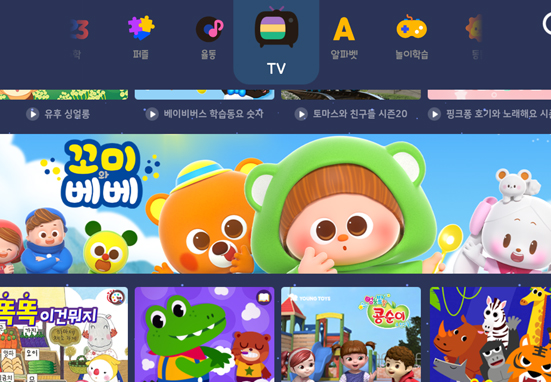 학
퍼즐
율동
TV
알파벳
놀이학습
유후 싱얼롱
베이비버스 학습동요 숫자
토마스와 친구들 시즌20
핑크퐁 호기와 노래해요 시즌
꼬미
와
베베
똑똑 이건뭐지
YOUNG TOYS
콩순이